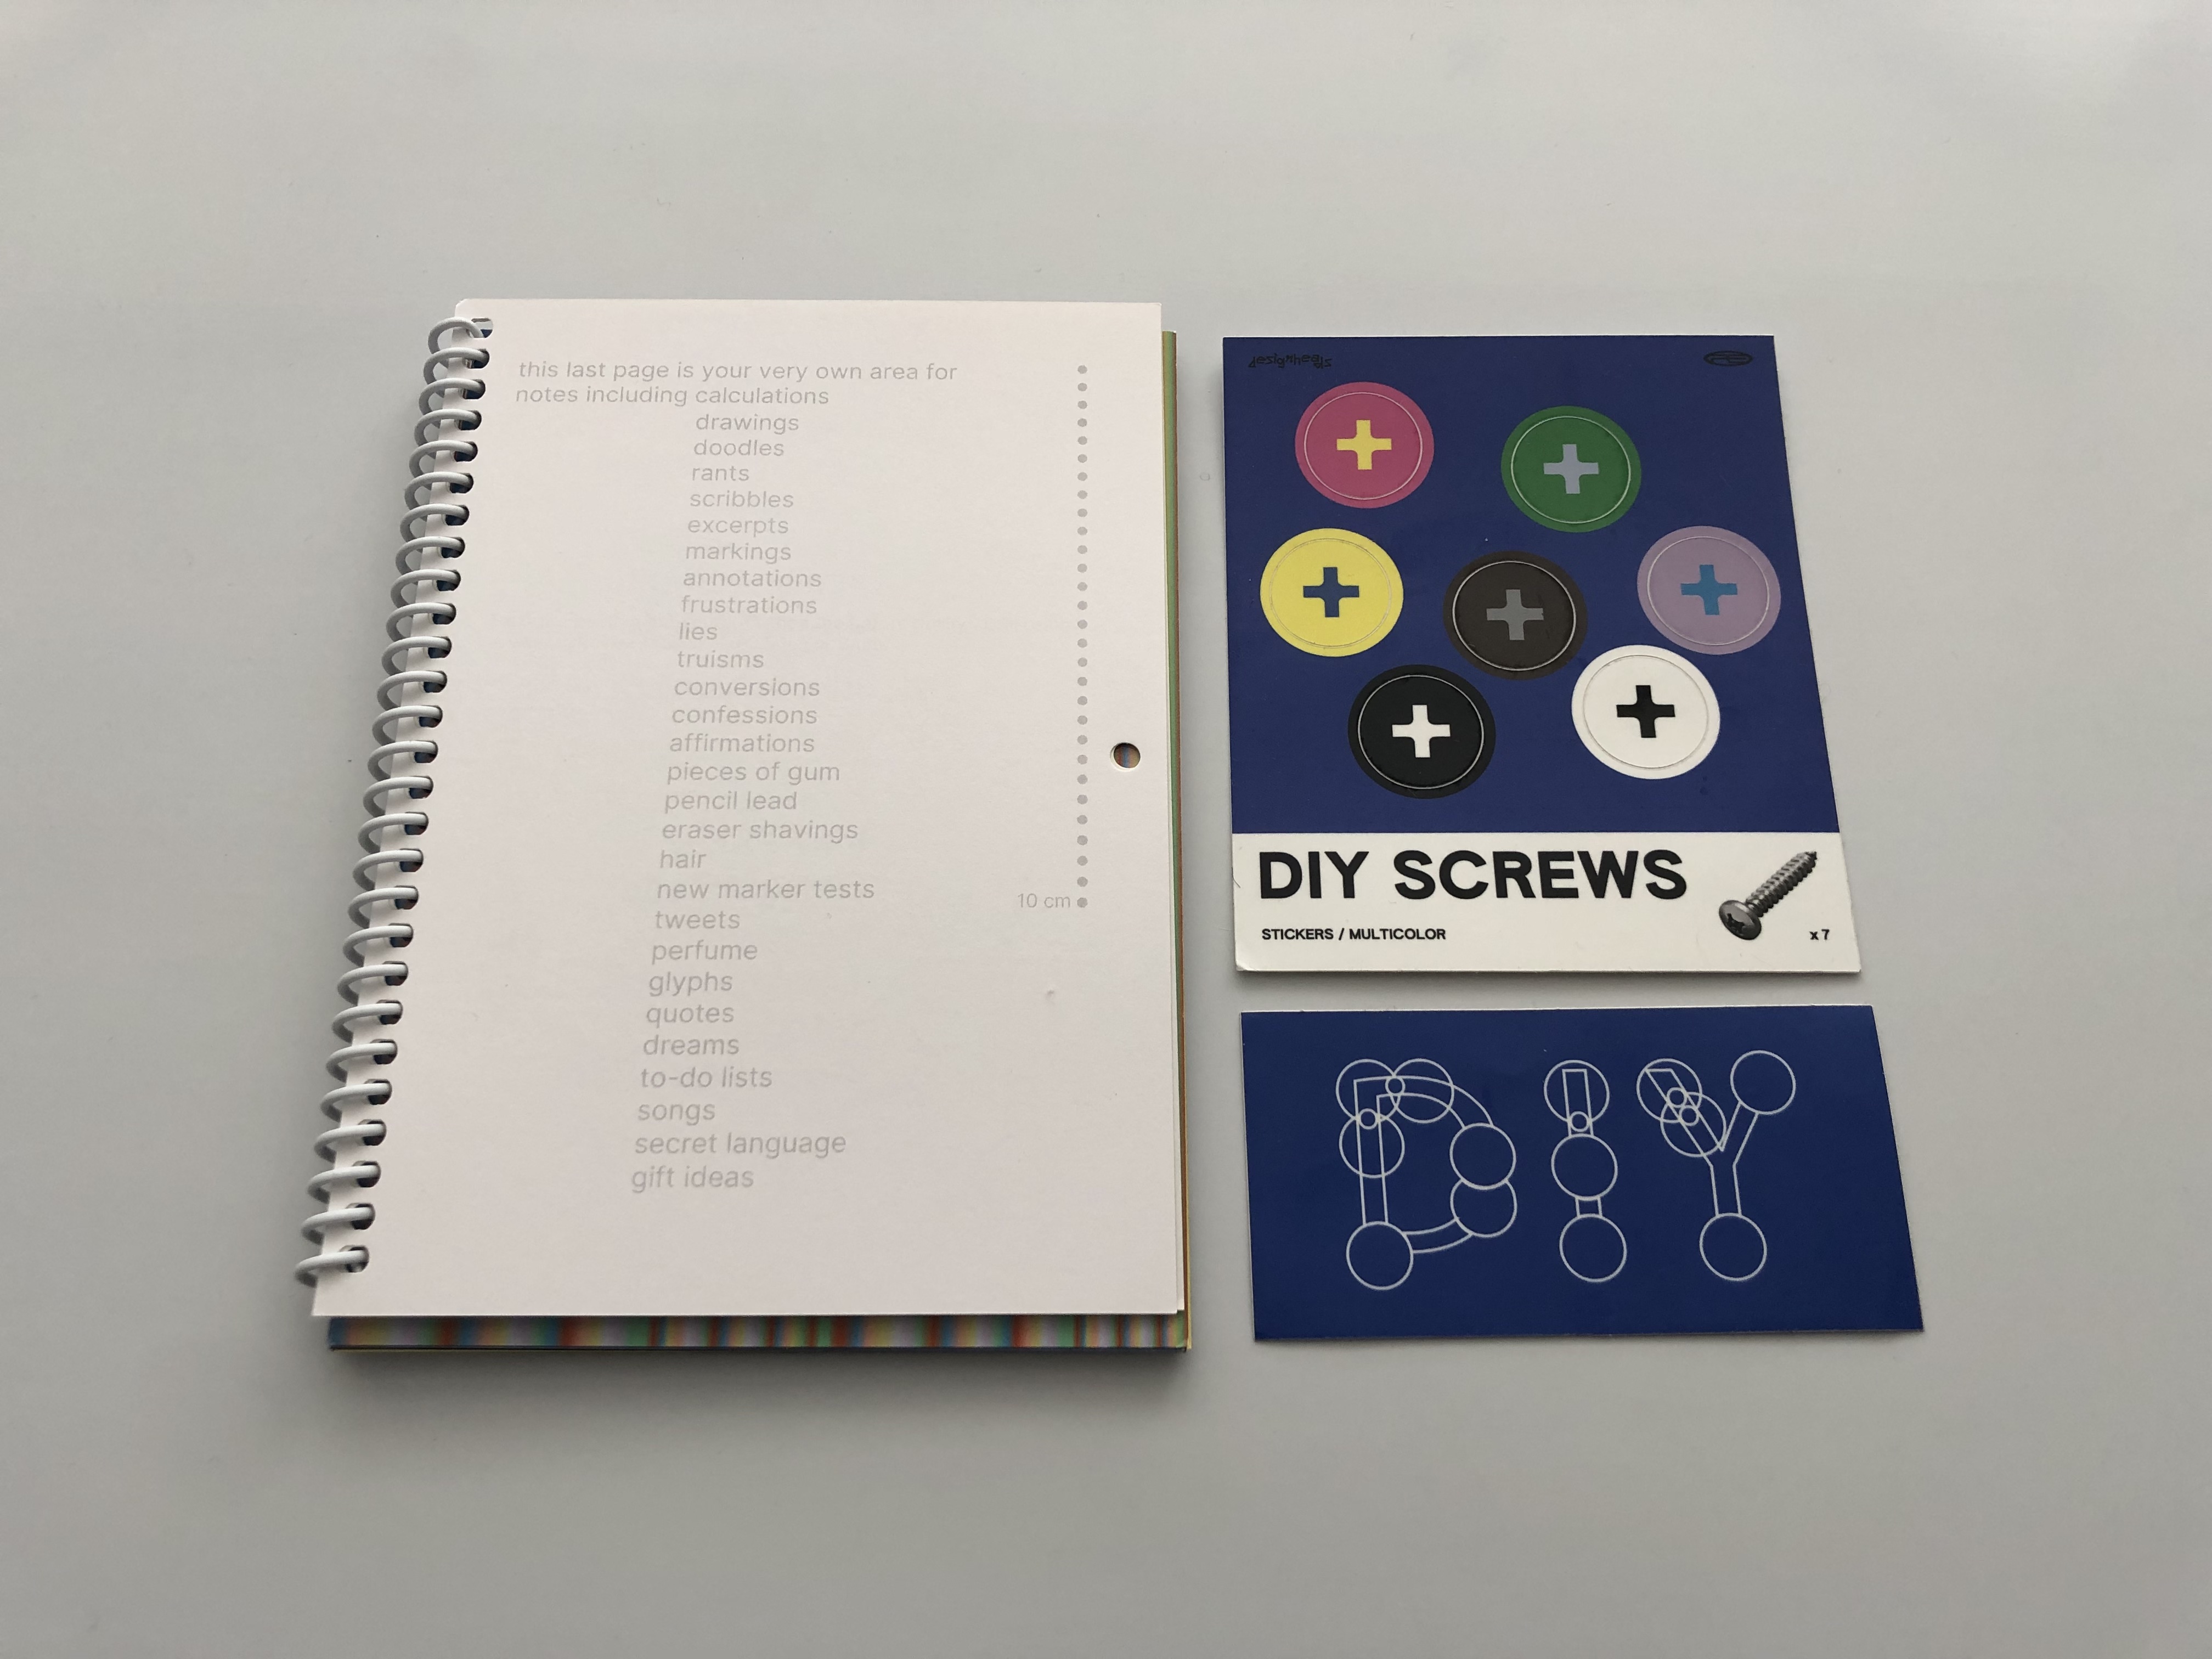 this last page is your very own area for
notes including calculations
drawings
doodles
rants
scribbles
excerpts
markings
annotations
frustrations
lies
truisms
conversions
confessions
affirmations
pieces of gum
pencil lead
eraser shavings
hair
new marker tests
tweets
perfume
glyphs
quotes
dreams
to-do lists
songs
secret language
gift ideas
10 cm
designheads
DIY SCREWS
STICKERS / MULTICOLOR
x7
DIY